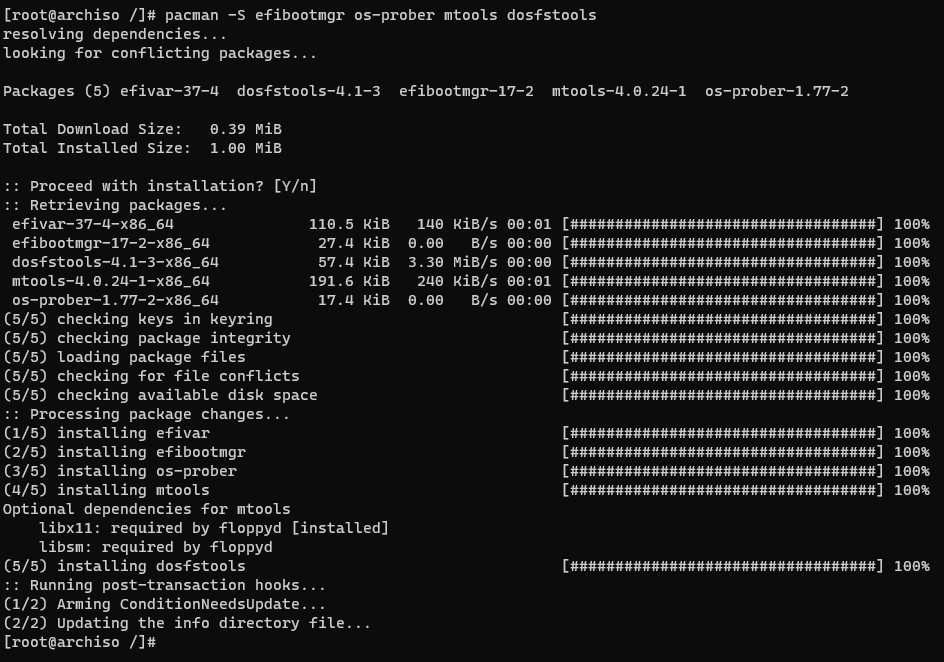 [root@archiso /]# pacman -S efibootmgr os-prober mtools dosfstools
resolving dependencies...
looking for conflicting packages...

Packages (5) efivar-37-4  dosfstools-4.1-3  efibootmgr-17-2  mtools-4.0.24-1  os-prober-1.77-2

Total Download Size:   0.39 MiB
Total Installed Size:  1.00 MiB

:: Proceed with installation? [Y/n]
:: Retrieving packages...
 efivar-37-4-x86_64               110.5 KiB   140 KiB/s 00:01 [##################################] 100%
 efibootmgr-17-2-x86_64            27.4 KiB  0.00   B/s 00:00 [##################################] 100%
 dosfstools-4.1-3-x86_64           57.4 KiB  3.30 MiB/s 00:00 [##################################] 100%
 mtools-4.0.24-1-x86_64           191.6 KiB   240 KiB/s 00:01 [##################################] 100%
 os-prober-1.77-2-x86_64           17.4 KiB  0.00   B/s 00:00 [##################################] 100%
(5/5) checking keys in keyring                                [##################################] 100%
(5/5) checking package integrity                              [##################################] 100%
(5/5) loading package files                                   [##################################] 100%
(5/5) checking for file conflicts                             [##################################] 100%
(5/5) checking available disk space                           [##################################] 100%
:: Processing package changes...
(1/5) installing efivar                                       [##################################] 100%
(2/5) installing efibootmgr                                   [##################################] 100%
(3/5) installing os-prober                                    [##################################] 100%
(4/5) installing mtools                                       [##################################] 100%
Optional dependencies for mtools
    libx11: required by floppyd [installed]
    libsm: required by floppyd
(5/5) installing dosfstools                                   [##################################] 100%
:: Running post-transaction hooks...
(1/2) Arming ConditionNeedsUpdate...
(2/2) Updating the info directory file...
[root@archiso /]#